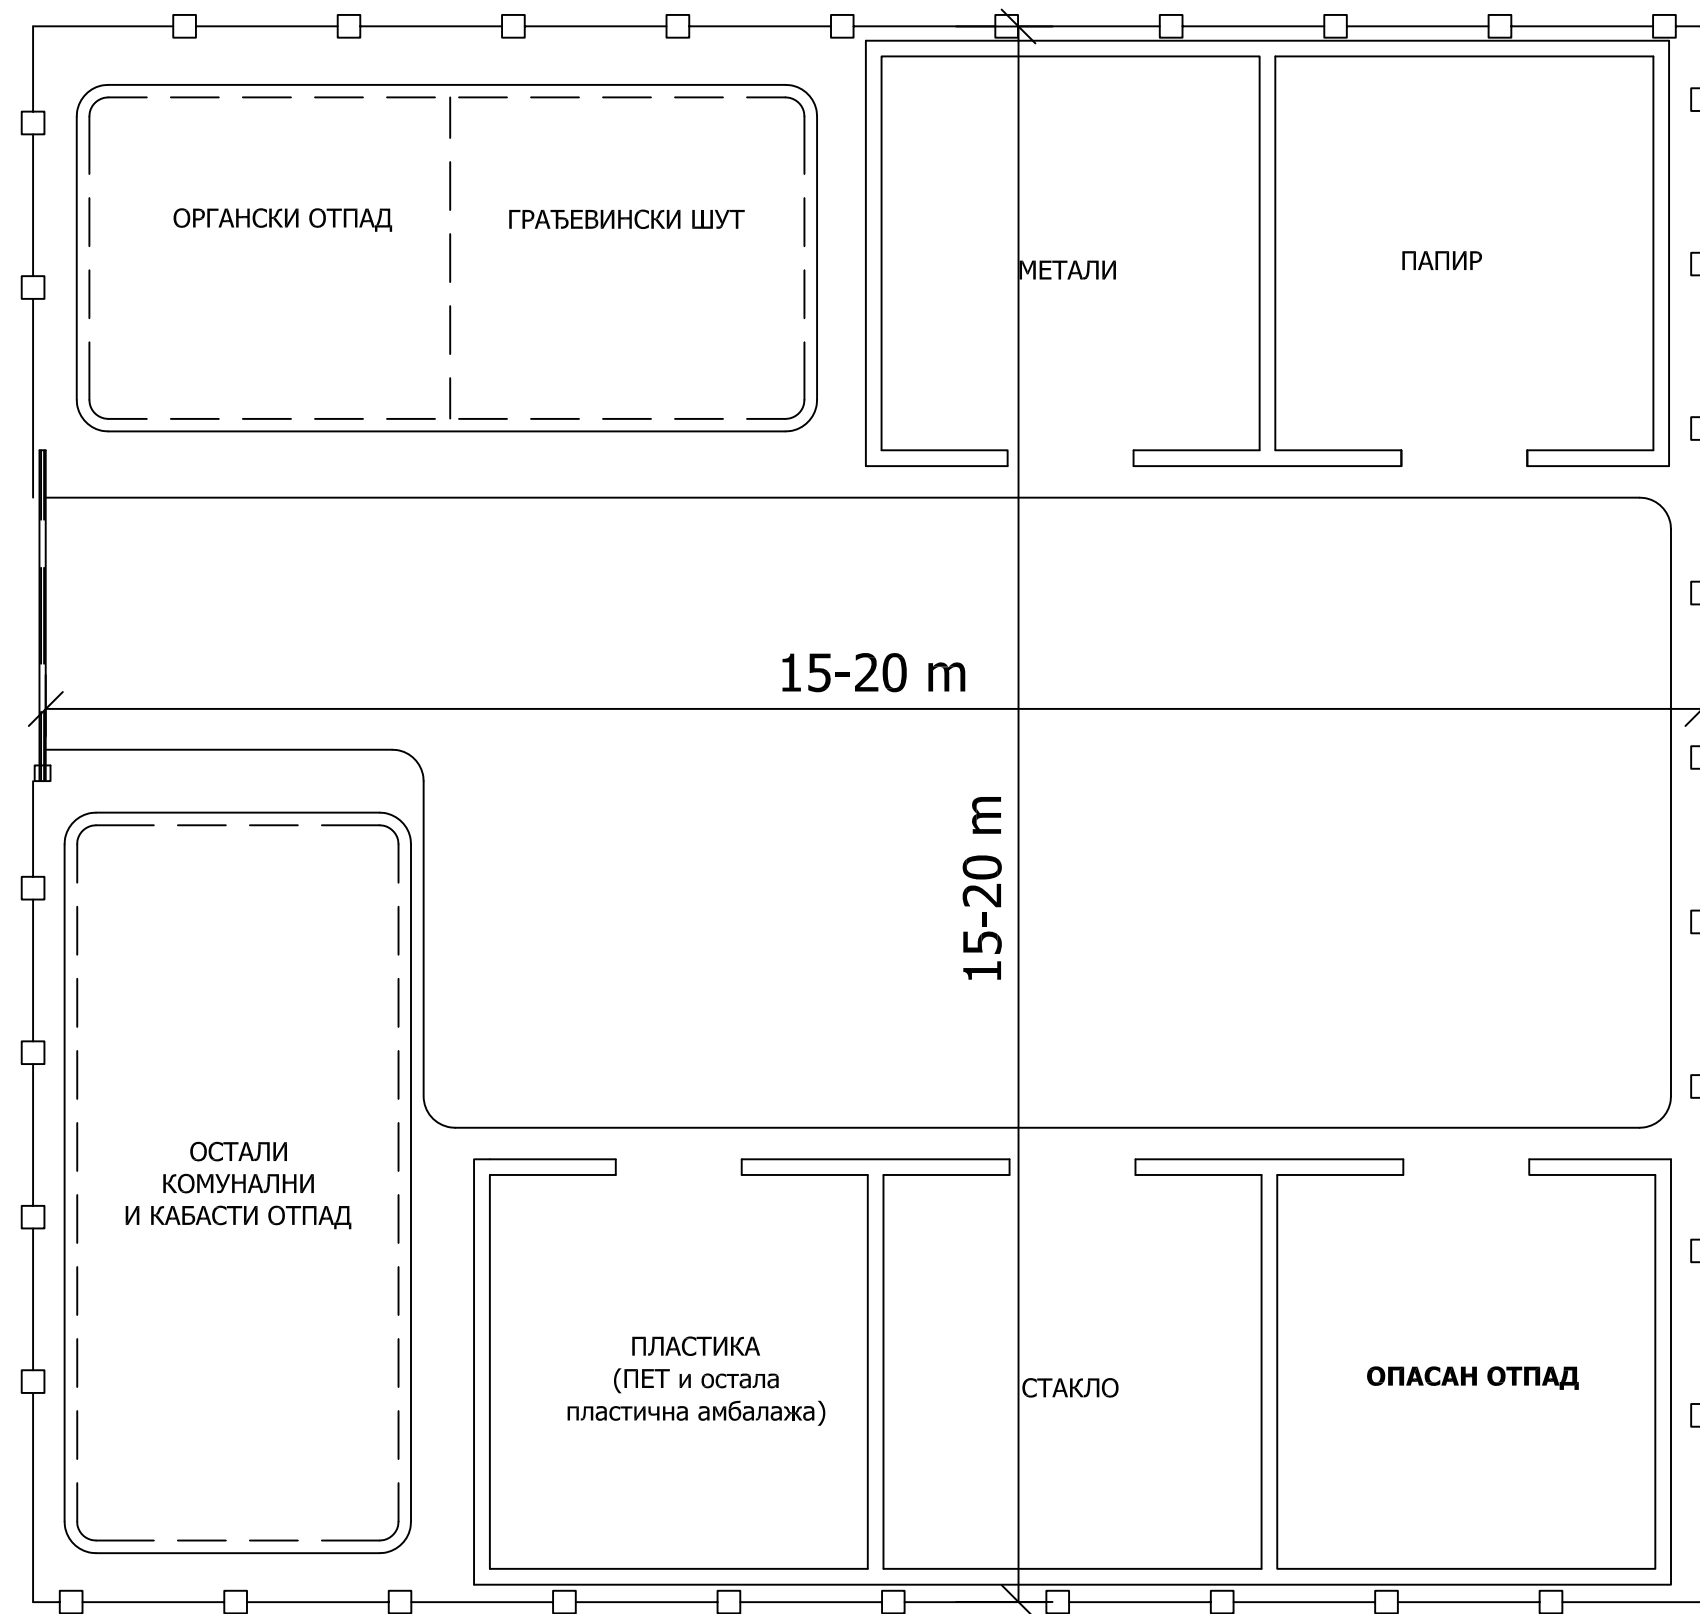 ОРГАНСКИ ОТПАД
ГРАЂЕВИНСКИ ШУТ
МЕТАЛИ
ПАПИР
15-20 m
15-20 m
ОСТАЛИ
КОМУНАЛНИ
И КАБАСТИ ОТПАД
ПЛАСТИКА
(ПЕТ и остала
пластична амбалажа)
СТАКЛО
ОПАСАН ОТПАД